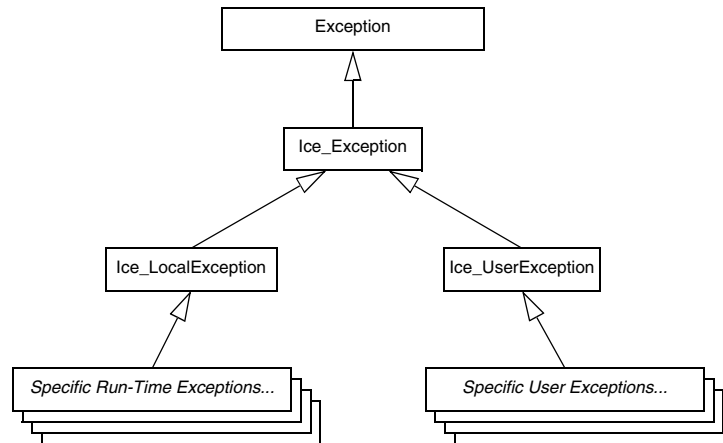 Exception
Ice_Exception
Ice_LocalException
Ice_UserException
Specific Run-Time Exceptions...
Specific User Exceptions...